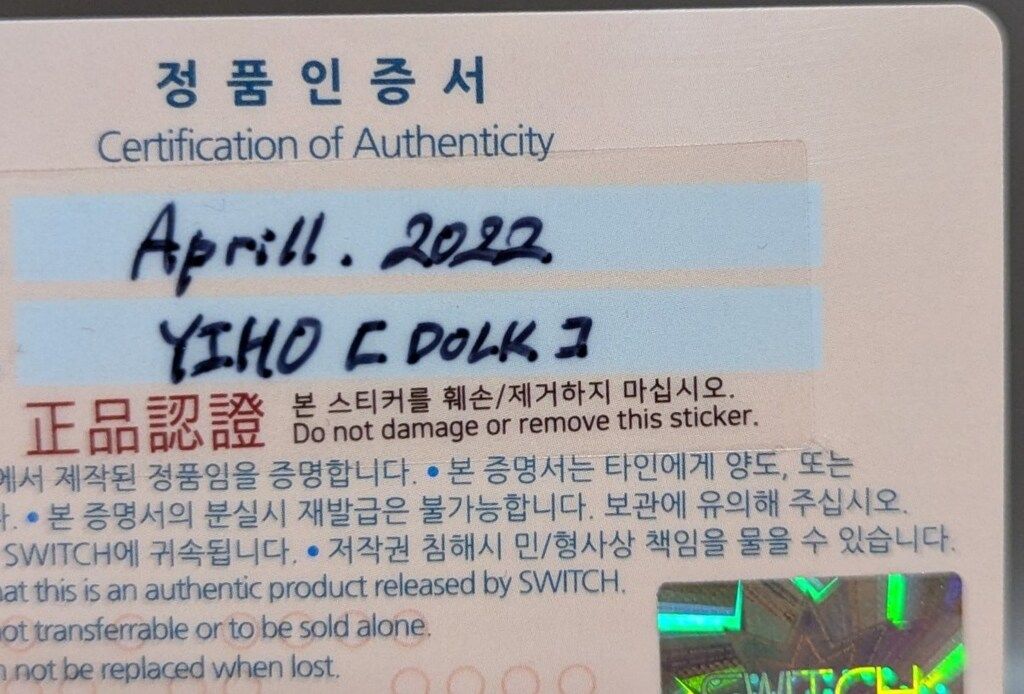 정품인증서
Certification of Authenticity
Aprill. 2022
YIHO [ DOLK ]
正品認證 본 스티커를 훼손/제거하지 마십시오.
Do not damage or remove this sticker.
에서 제작된 정품임을 증명합니다. • 본 증명서는 타인에게 양도, 또는
다. • 본 증명서의 분실시 재발급은 불가능합니다. 보관에 유의해 주십시오.
SWITCH에 귀속됩니다. • 저작권 침해시 민/형사상 책임을 물을 수 있습니다.
at this is an authentic product released by SWITCH.
not transferrable or to be sold alone.
not be replaced when lost.
SWITCH